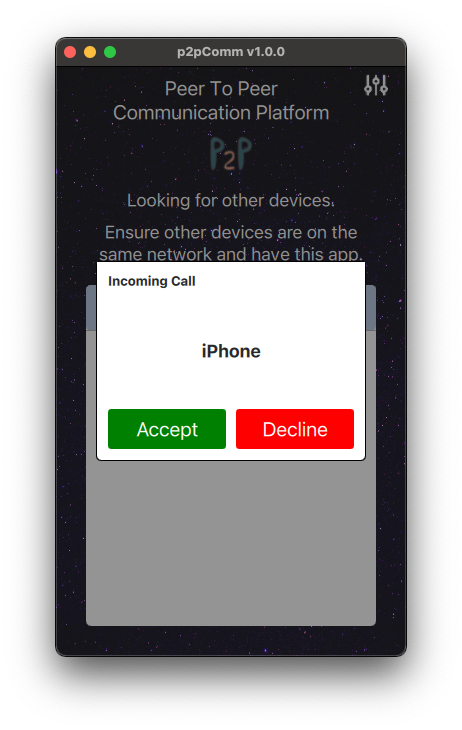 p2pComm v1.0.0
Peer To Peer
Communication Platform
P2P
Looking for other devices.
Ensure other devices are on the
same network and have this app.
Incoming Call
iPhone
Accept
Decline